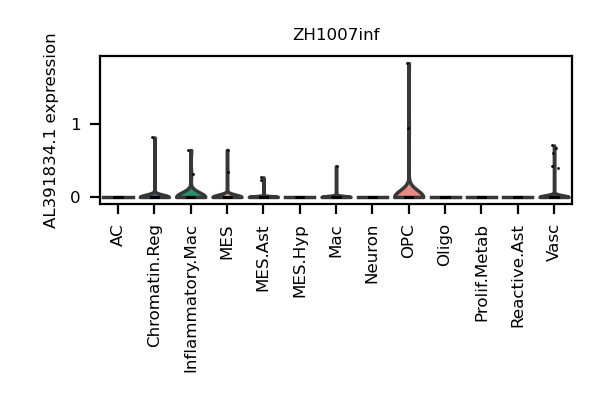 ZH1007inf
AL391834.1 expression
1
0
AC
Chromatin.Reg
Inflammatory.Mac
MES
MES.Ast
MES.Hyp
Mac
Neuron
OPC
Oligo
Prolif.Metab
Reactive.Ast
Vasc